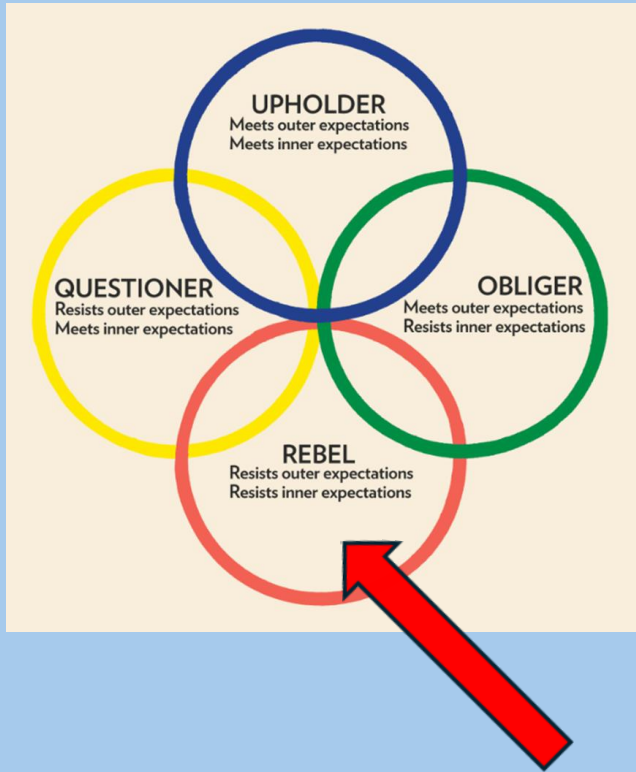 UPHOLDER
Meets outer expectations
Meets inner expectations
QUESTIONER
Resists outer expectations
Meets inner expectations
OBLIGER
Meets outer expectations
Resists inner expectations
REBEL
Resists outer expectations
Resists inner expectations